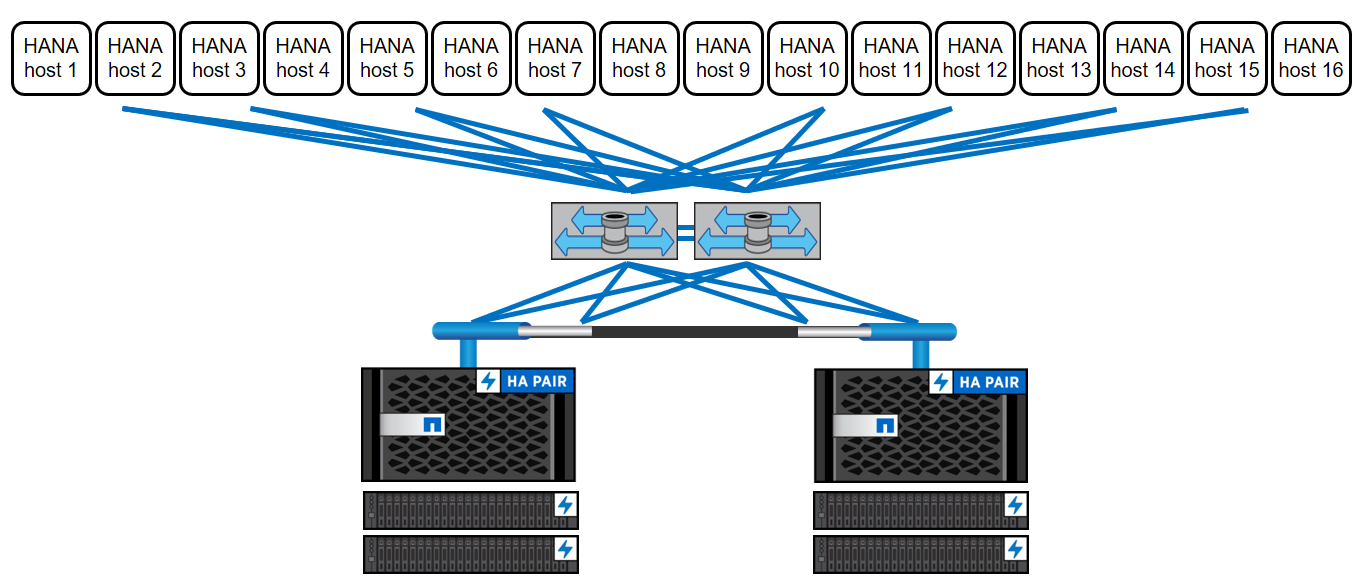 HANA
host 1
HANA
host 2
HANA
host 3
HANA
host 4
HANA
host 5
HANA
host 6
HANA
host 7
HANA
host 8
HANA
host 9
HANA
host 10
HANA
host 11
HANA
host 12
HANA
host 13
HANA
host 14
HANA
host 15
HANA
host 16
HA PAIR
HA PAIR